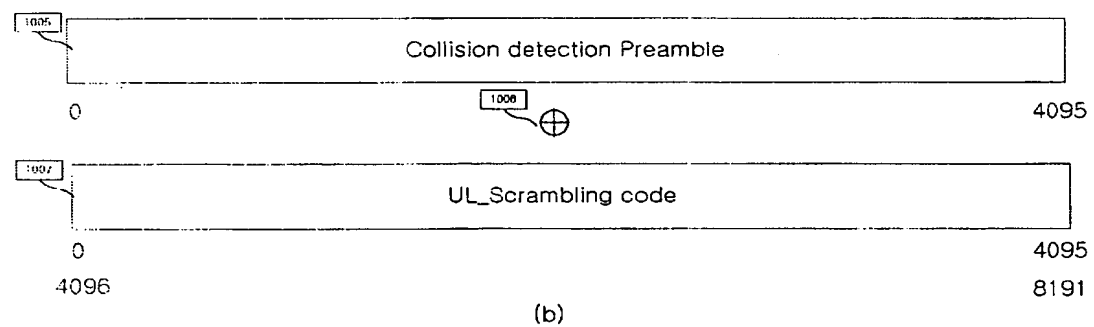 1005
Collision detection Preamble
0 4095
1006
1007
UL_Scrambling code
0 4095
4096 8191
(b)